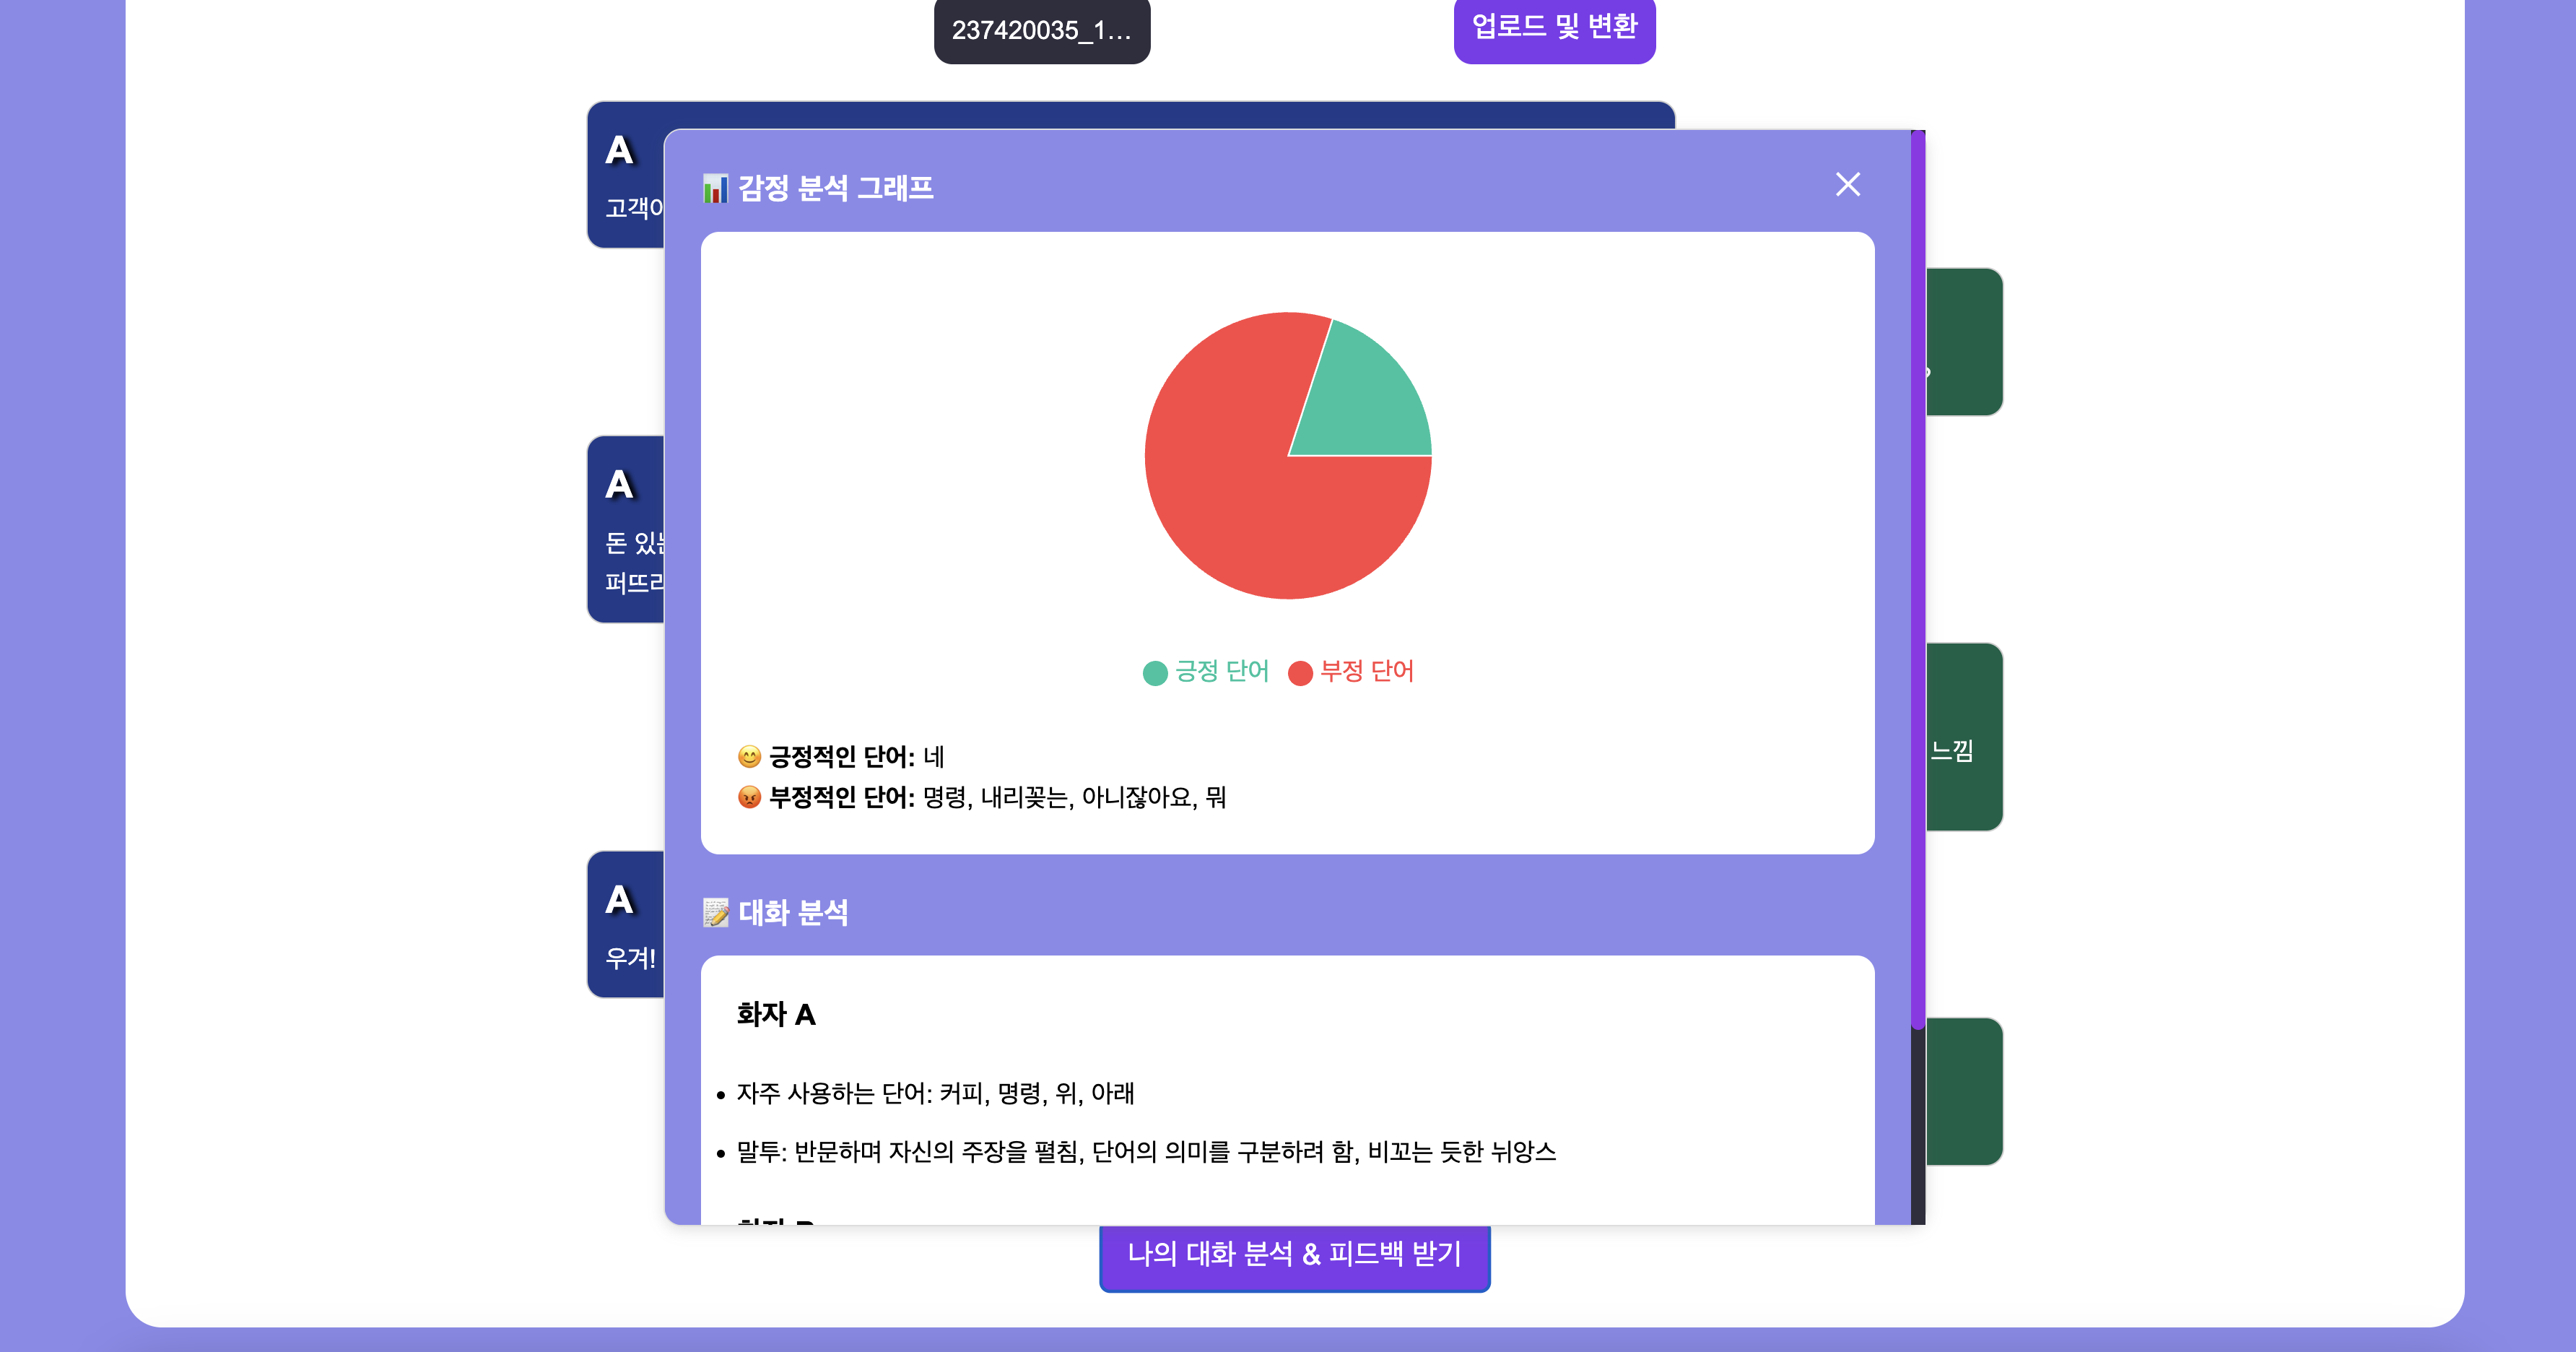 237420035_1...
업로드 및 변환
A
고객이
📊 감정 분석 그래프
A
돈 있는
퍼뜨리
긍정 단어 부정 단어
느낌
😊 긍정적인 단어: 네
😡 부정적인 단어: 명령, 내리꽂는, 아니잖아요, 뭐
A
우겨!
📝 대화 분석
화자 A
• 자주 사용하는 단어: 커피, 명령, 위, 아래
• 말투: 반문하며 자신의 주장을 펼침, 단어의 의미를 구분하려 함, 비꼬는 듯한 뉘앙스
나의 대화 분석 & 피드백 받기